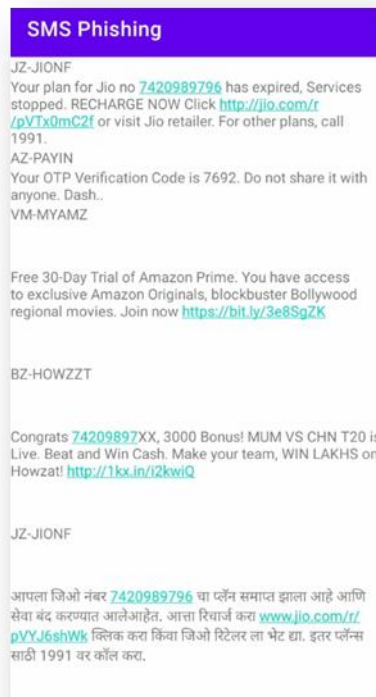 SMS Phishing
JZ-JIONF
Your plan for Jio no 7420989796 has expired, Services
stopped. RECHARGE NOW Click http://jio.com/r
/pVTx0mC2f or visit Jio retailer. For other plans, call
1991.
AZ-PAYIN
Your OTP Verification Code is 7692. Do not share it with
anyone. Dash..
VM-MYAMZ
Free 30-Day Trial of Amazon Prime. You have access
to exclusive Amazon Originals, blockbuster Bollywood
regional movies. Join now https://bit.ly/3e8SgZK
BZ-HOWZZT
Congrats 74209897XX, 3000 Bonus! MUM VS CHN T20 is
Live. Beat and Win Cash. Make your team, WIN LAKHS on
Howzat! http://1kx.in/i2kwiQ
JZ-JIONF
आपला जिओ नंबर 7420989796 चा प्लॅन समाप्त झाला आहे आणि
सेवा बंद करण्यात आलेआहेत. आत्ता रिचार्ज करा www.jio.com/r/
pVYJ6shWk क्लिक करा किंवा जिओ रिटेलर ला भेट द्या. इतर प्लॅन्स
साठी 1991 वर कॉल करा.